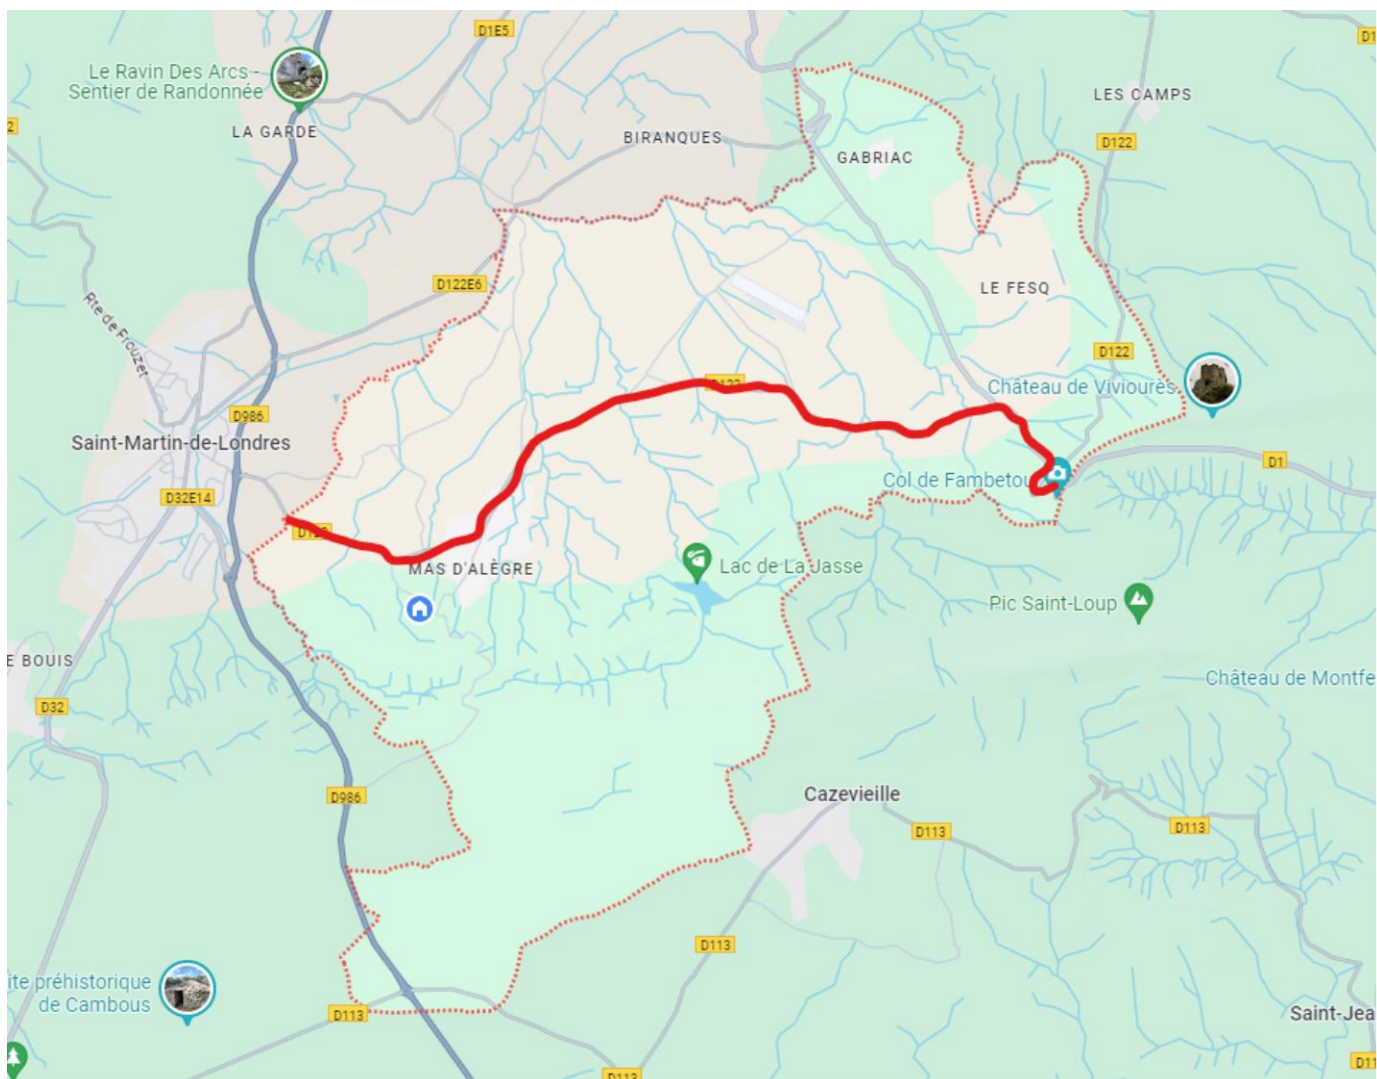 D1E5
Le Ravin Des Arcs -
Sentier de Randonnée
LA GARDE
BIRANQUES
LES CAMPS
D122
GABRIAC
D122E6
LE FESQ
Rte de Frouzet
D122
Château de Viviourès
D986
Saint-Martin-de-Londres
D1
Col de Fambetou
D32E14
MAS D'ALÈGRE
Lac de La Jasse
Pic Saint-Loup
E BOUIS
Château de Montfe
D32
D986
Cazevieille
D113
D113
D113
ite préhistorique
de Cambous
D113
Saint-Jea
D113